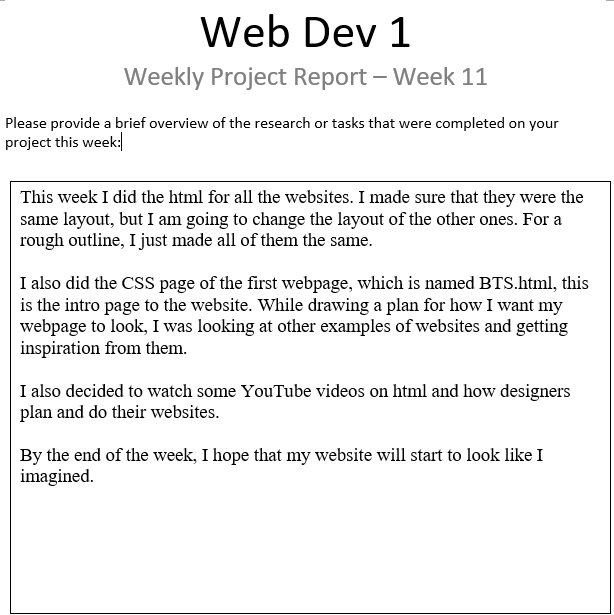 Web Dev 1
Weekly Project Report – Week 11
Please provide a brief overview of the research or tasks that were completed on your
project this week:
This week I did the html for all the websites. I made sure that they were the
same layout, but I am going to change the layout of the other ones. For a
rough outline, I just made all of them the same.
I also did the CSS page of the first webpage, which is named BTS.html, this
is the intro page to the website. While drawing a plan for how I want my
webpage to look, I was looking at other examples of websites and getting
inspiration from them.
I also decided to watch some YouTube videos on html and how designers
plan and do their websites.
By the end of the week, I hope that my website will start to look like I
imagined.